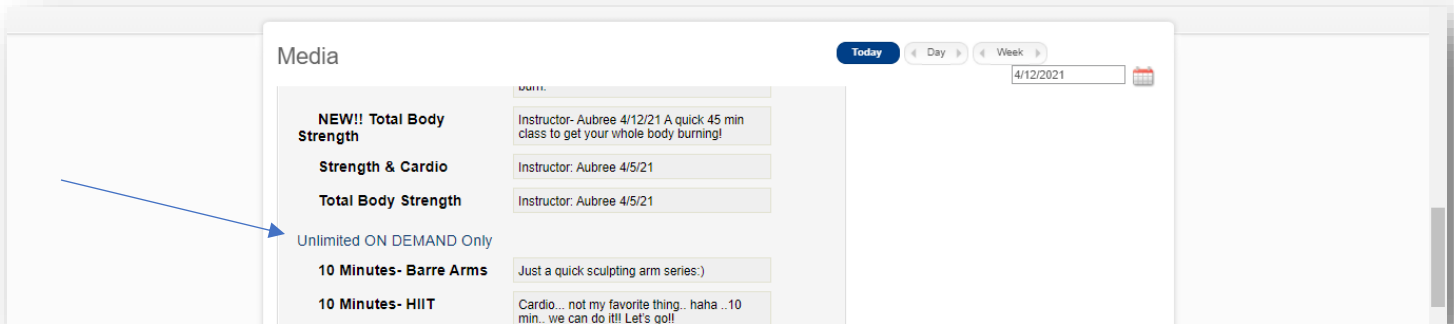 Media
Today
Day
Week
4/12/2021
burn.
NEW!! Total Body
Strength
Instructor- Aubree 4/12/21 A quick 45 min
class to get your whole body burning!
Strength & Cardio
Instructor: Aubree 4/5/21
Total Body Strength
Instructor: Aubree 4/5/21
Unlimited ON DEMAND Only
10 Minutes- Barre Arms
Just a quick sculpting arm series:)
10 Minutes- HIIT
Cardio... not my favorite thing.. haha ..10
min.. we can do it!! Let's go!!